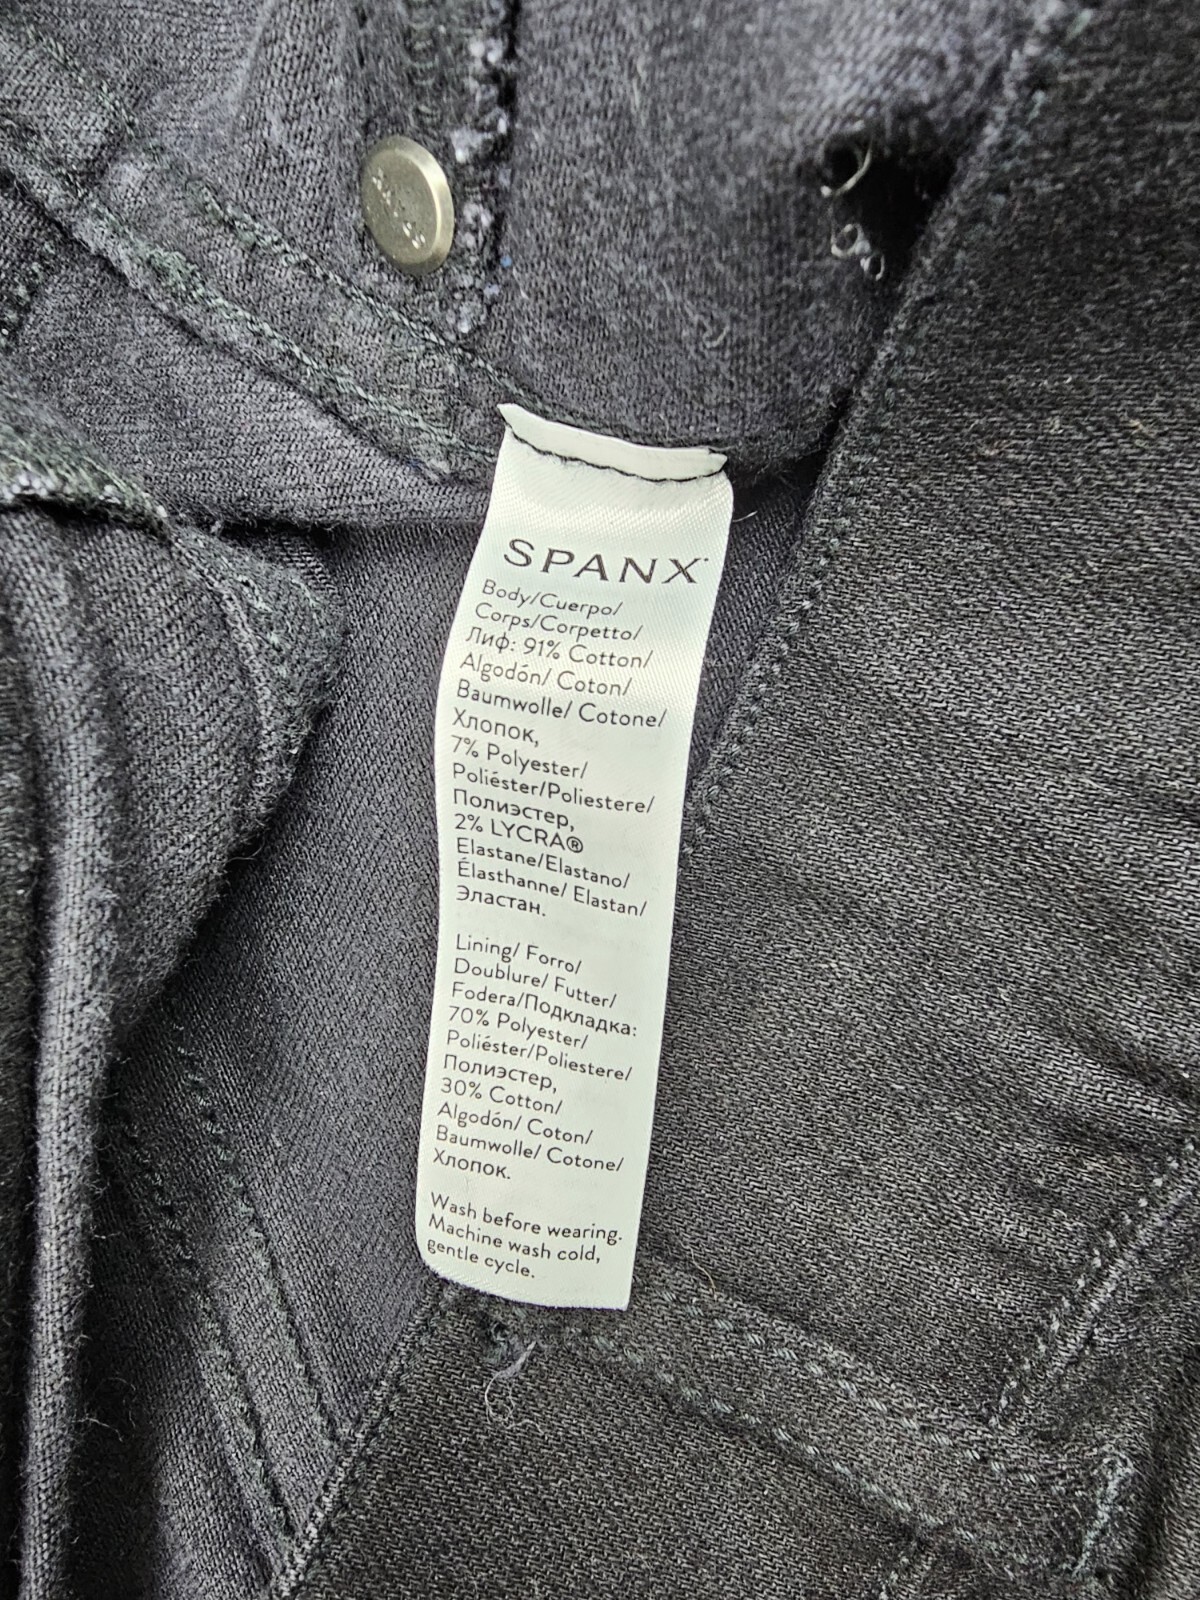 SPANX
Body/Cuerpo/
Corps/Corpetto/
Лиф: 91% Cotton/
Algodón/ Coton/
Baumwolle/ Cotone/
Хлопок,
7% Polyester/
Poliéster/Poliestere/
Полиэстер,
2% LYCRA®
Elastane/Elastano/
Élasthanne/ Elastan/
Эластан.
Lining/ Forro/
Doublure/ Futter/
Fodera/Подкладка:
70% Polyester/
Poliéster/Poliestere/
Полиэстер,
30% Cotton/
Algodón/ Coton/
Baumwolle/ Cotone/
Хлопок.
Wash before wearing.
Machine wash cold,
gentle cycle.